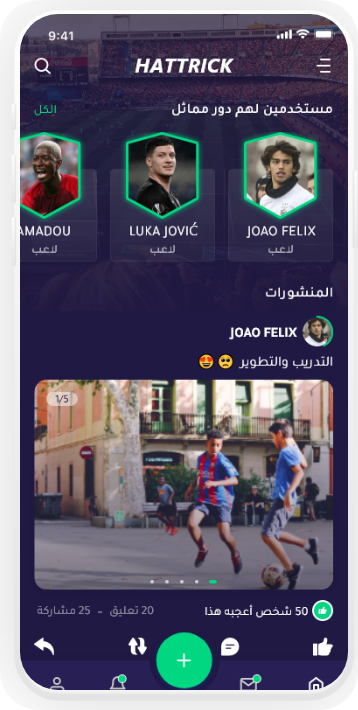 9:41
HATTRICK
مستخدمين لهم دور مماثل
الكل
JOAO FELIX
LUKA JOVIĆ
AMADOU
لاعب
لاعب
لاعب
المنشورات
JOAO FELIX
التدريب والتطوير 🥺 😍
1/5
50 شخص أعجبه هذا
20 تعليق - 25 مشاركة